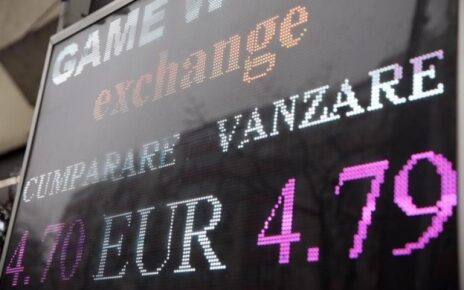 GAME W
exchange
CUMPARARE VANZARE
4.70 EUR 4.79